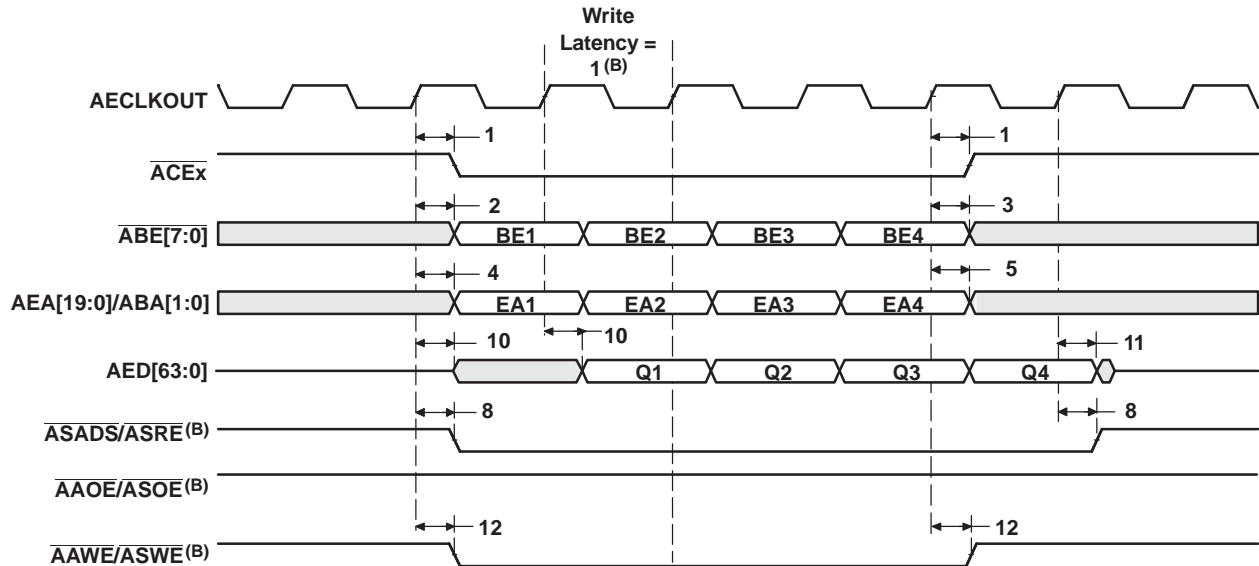 Write
Latency =
1 (B)
AECLKOUT
1 1
ACEx
2 3
ABE[7:0] BE1 BE2 BE3 BE4
4 5
AEA[19:0]/ABA[1:0] EA1 EA2 EA3 EA4
10 10 11
AED[63:0] Q1 Q2 Q3 Q4
8 8
ASADS/ASRE(B)
AAOE/ASOE(B)
12 12
AAWE/ASWE(B)